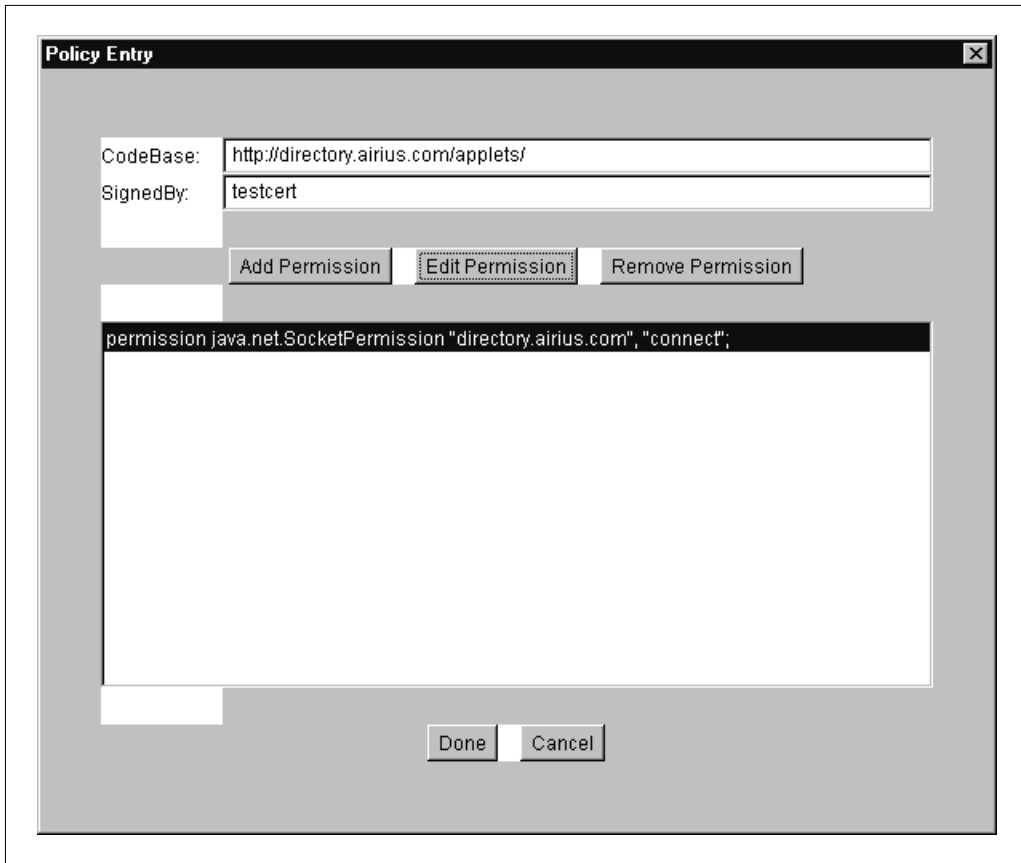 Policy Entry
CodeBase: http://directory.airius.com/applets/
SignedBy: testcert
Add Permission Edit Permission Remove Permission
permission java.net.SocketPermission "directory.airius.com", "connect";
Done Cancel